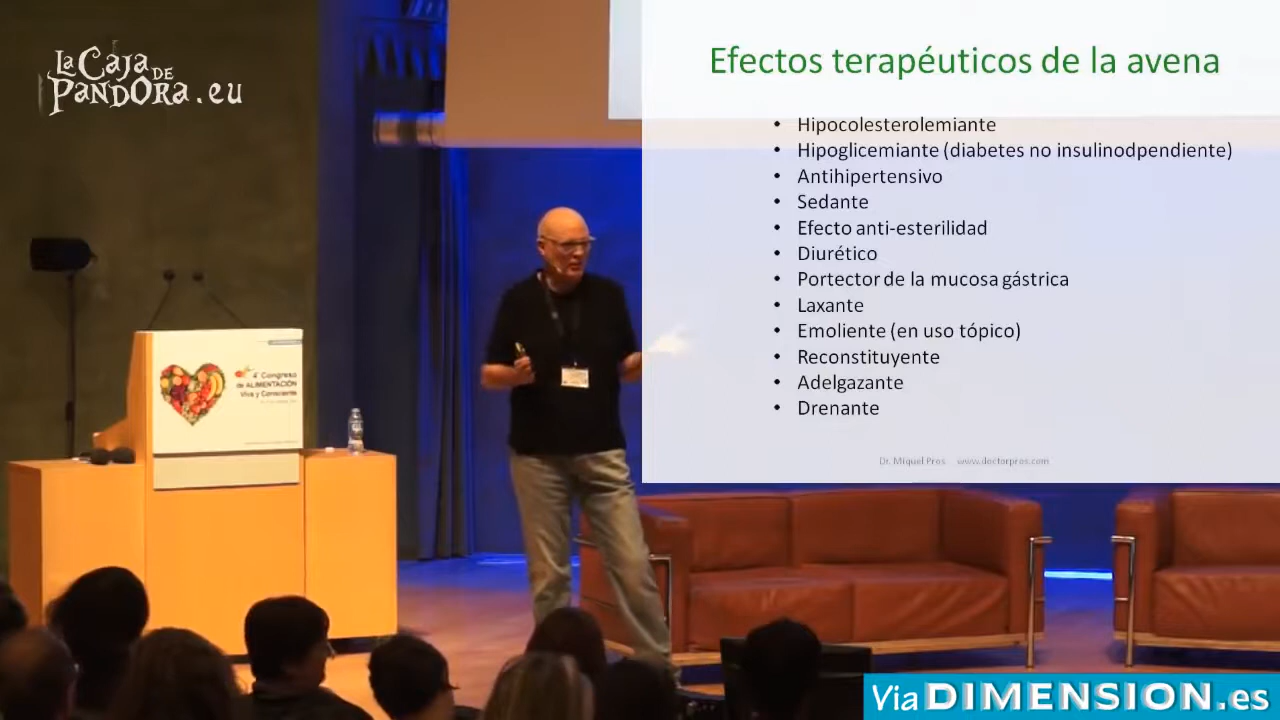 La Caja
DE
PANDORA.eu
Efectos terapéuticos de la avena
• Hipocolesterolemiante
• Hipoglicemiante (diabetes no insulinodpendiente)
• Antihipertensivo
• Sedante
• Efecto anti-esterilidad
• Diurético
• Portector de la mucosa gástrica
• Laxante
• Emoliente (en uso tópico)
• Reconstituyente
• Adelgazante
• Drenante
Dr. Miquel Pros www.doctorpros.com
4º Congreso
de ALIMENTACIÓN
Viva y Consciente
ViaDIMENSION.es